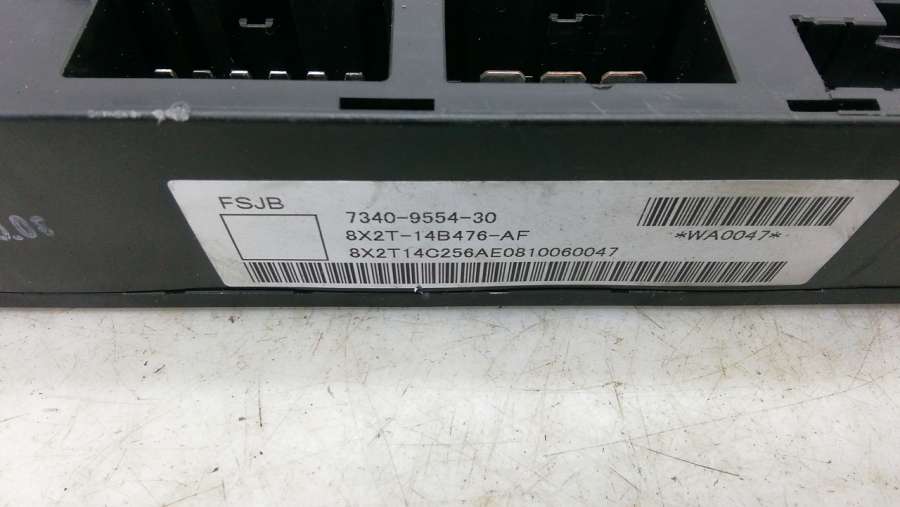 FSJB
7340-9554-30
8X2T-14B476-AF
8X2T14C256AE0810060047
*WA0047*